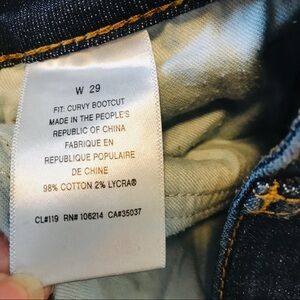 W 29
FIT: CURVY BOOTCUT
MADE IN THE PEOPLE'S
REPUBLIC OF CHINA
FABRIQUE EN
REPUBLIQUE POPULAIRE
DE CHINE
98% COTTON 2% LYCRA®
CL#119 RN# 106214 CA#35037